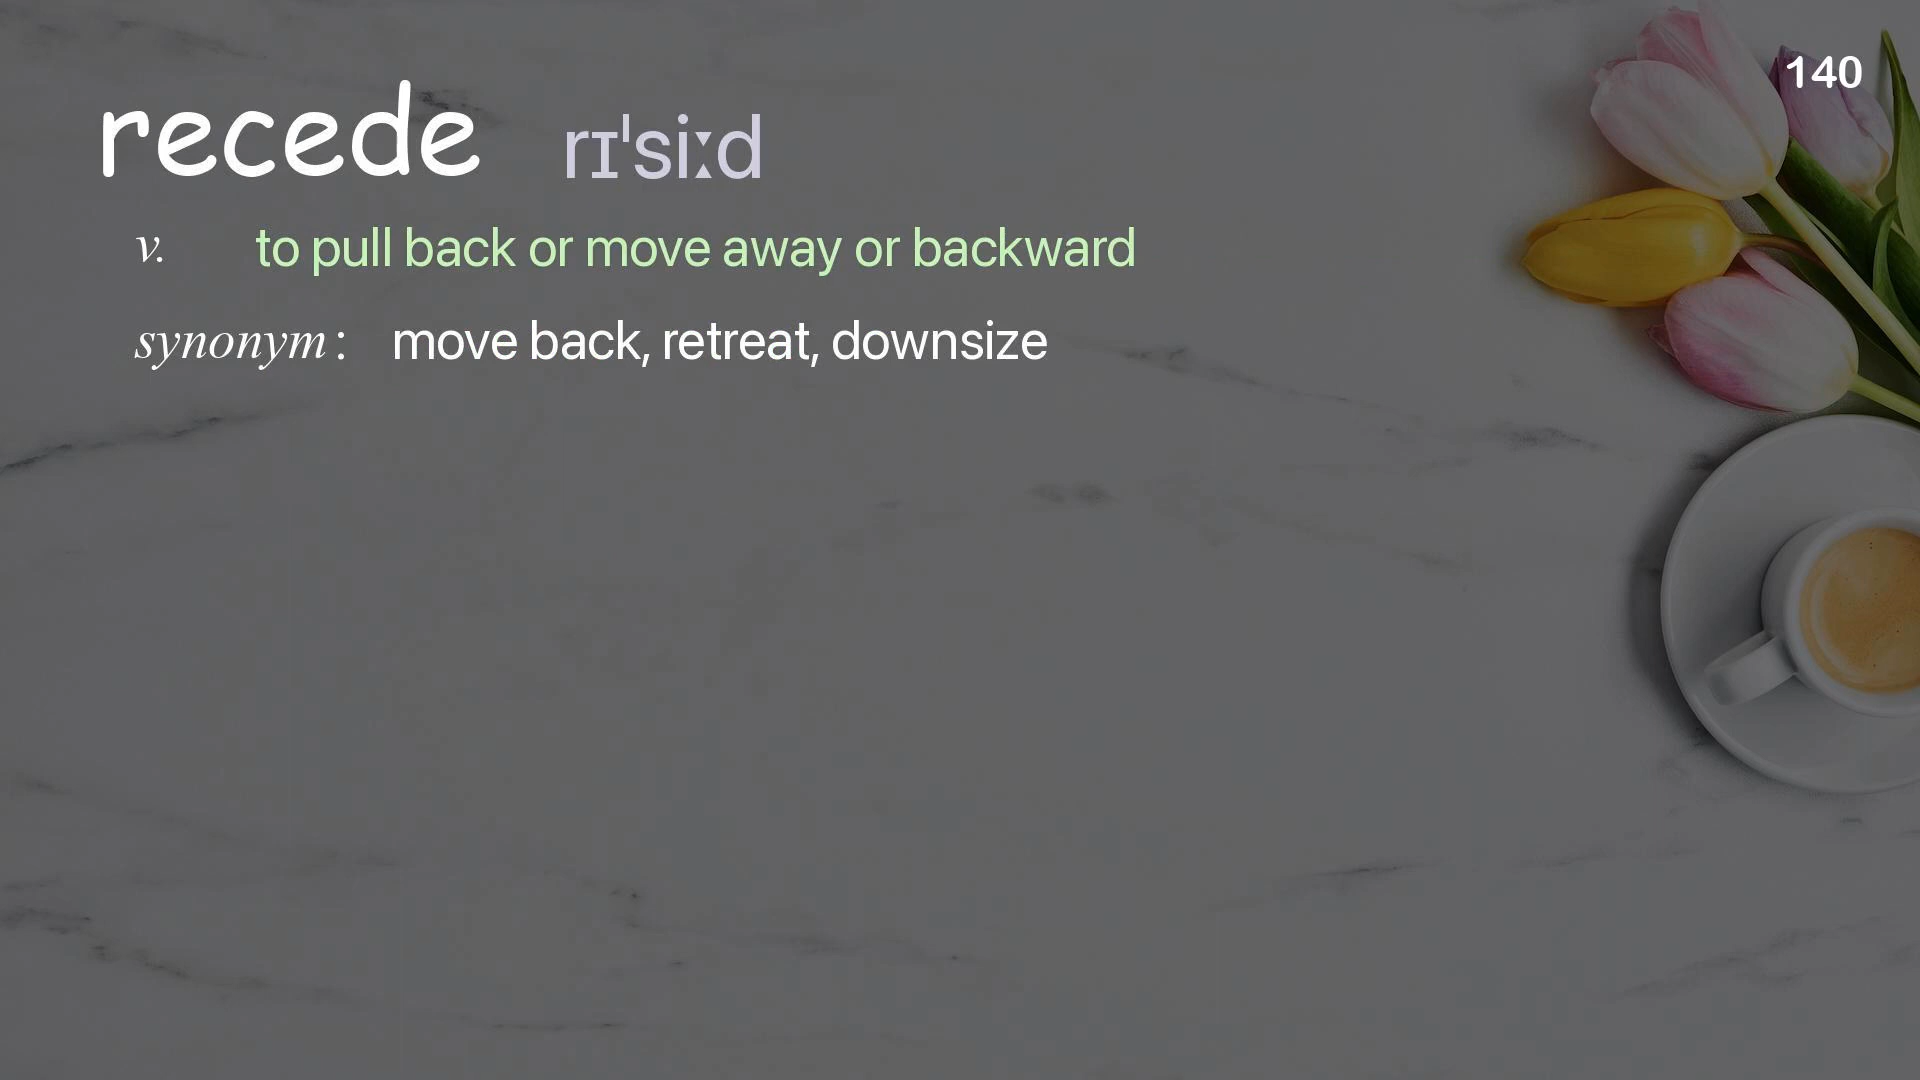 140
recede rɪˈsiːd
v. to pull back or move away or backward
synonym : move back, retreat, downsize